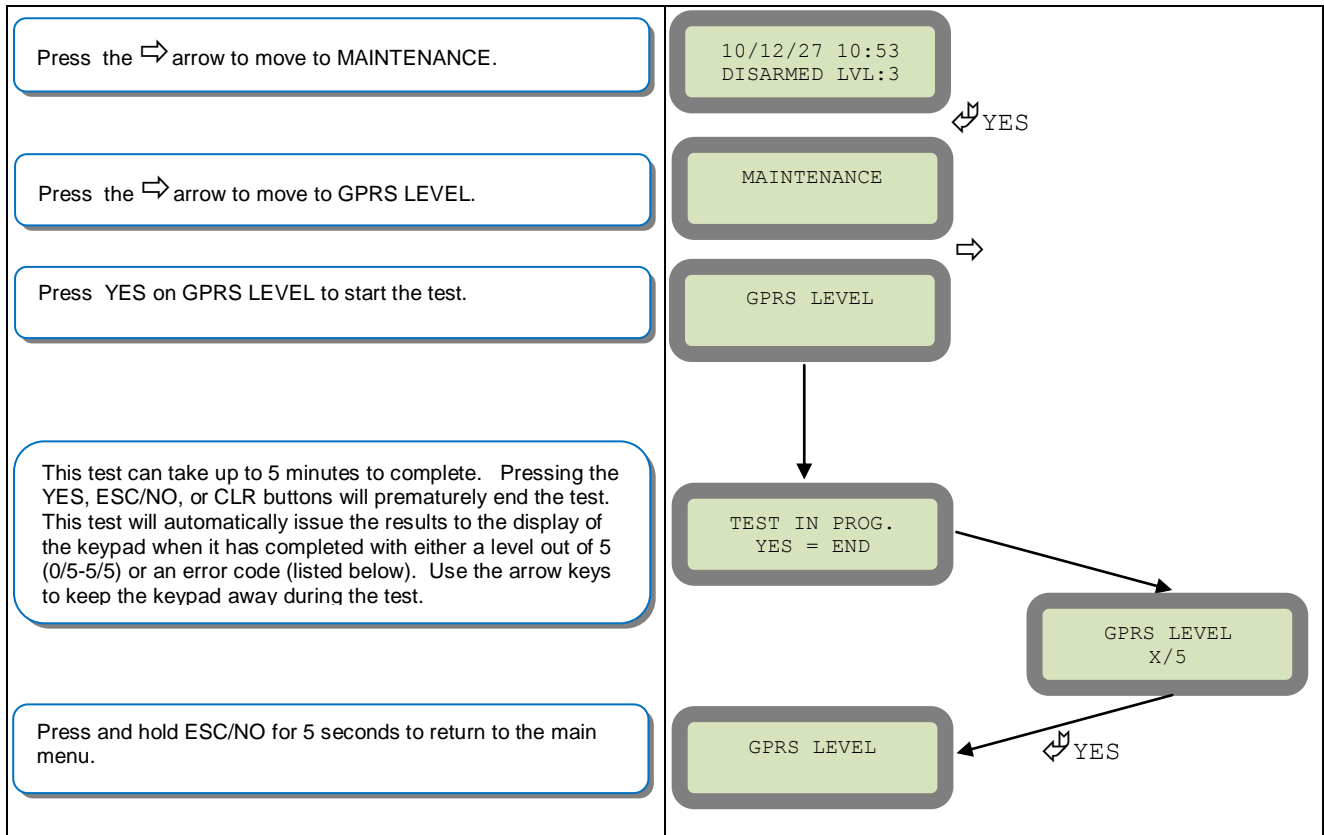 Press the ⇨ arrow to move to MAINTENANCE.
10/12/27 10:53
DISARMED LVL:3
YES
Press the ⇨ arrow to move to GPRS LEVEL.
MAINTENANCE
⇨
Press YES on GPRS LEVEL to start the test.
GPRS LEVEL
This test can take up to 5 minutes to complete. Pressing the
YES, ESC/NO, or CLR buttons will prematurely end the test.
This test will automatically issue the results to the display of
the keypad when it has completed with either a level out of 5
(0/5-5/5) or an error code (listed below). Use the arrow keys
to keep the keypad away during the test.
TEST IN PROG.
YES = END
GPRS LEVEL
X/5
Press and hold ESC/NO for 5 seconds to return to the main
menu.
GPRS LEVEL
YES